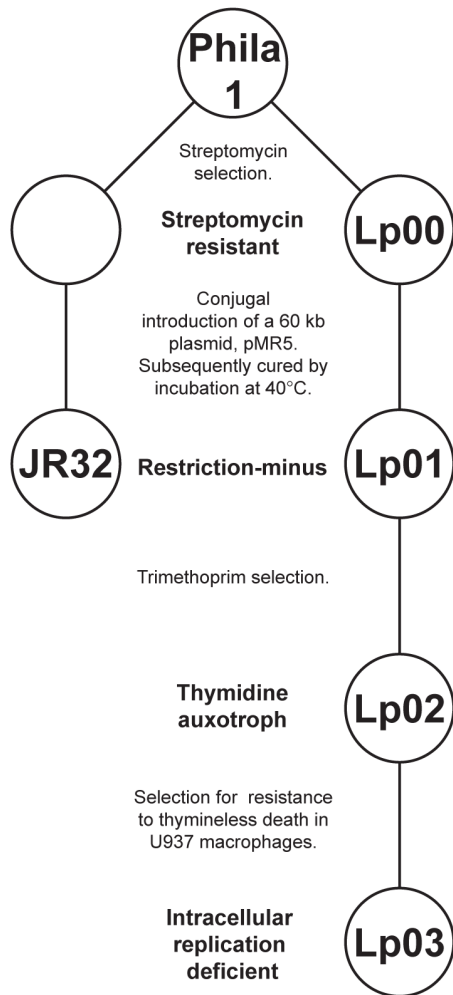 Phila
1
Streptomycin
selection.
Streptomycin
resistant
Lp00
Conjugal
introduction of a 60 kb
plasmid, pMR5.
Subsequently cured by
incubation at 40°C.
JR32
Restriction-minus
Lp01
Trimethoprim selection.
Thymidine
auxotroph
Lp02
Selection for resistance
to thymineless death in
U937 macrophages.
Intracellular
replication
deficient
Lp03